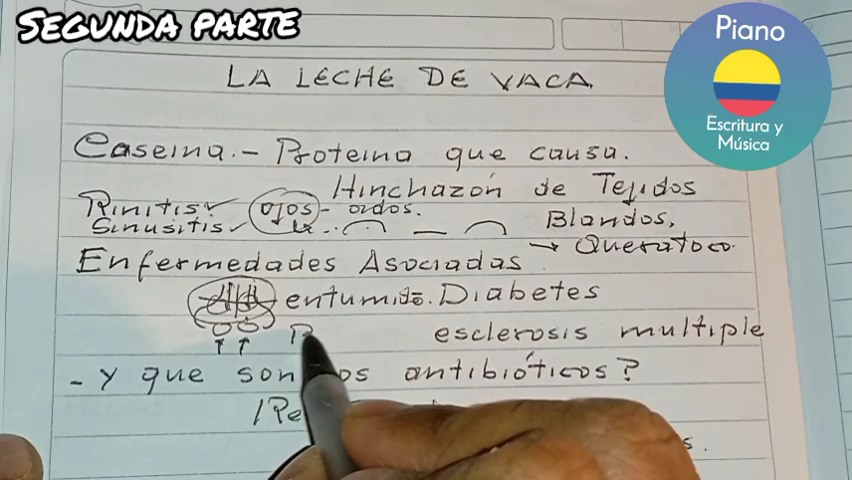 SEGUNDA PARTE
Piano
Escritura y
Música
LA LECHE DE VACA
Caseina.- Proteina que causa.
Hinchazón de Tejidos
Rinitis ojos - oidos. Blandos,
Sinusitis → Queratoco.
Enfermedades Asociadas
entumido. Diabetes
esclerosis multiple
- Y que son os antibióticos?